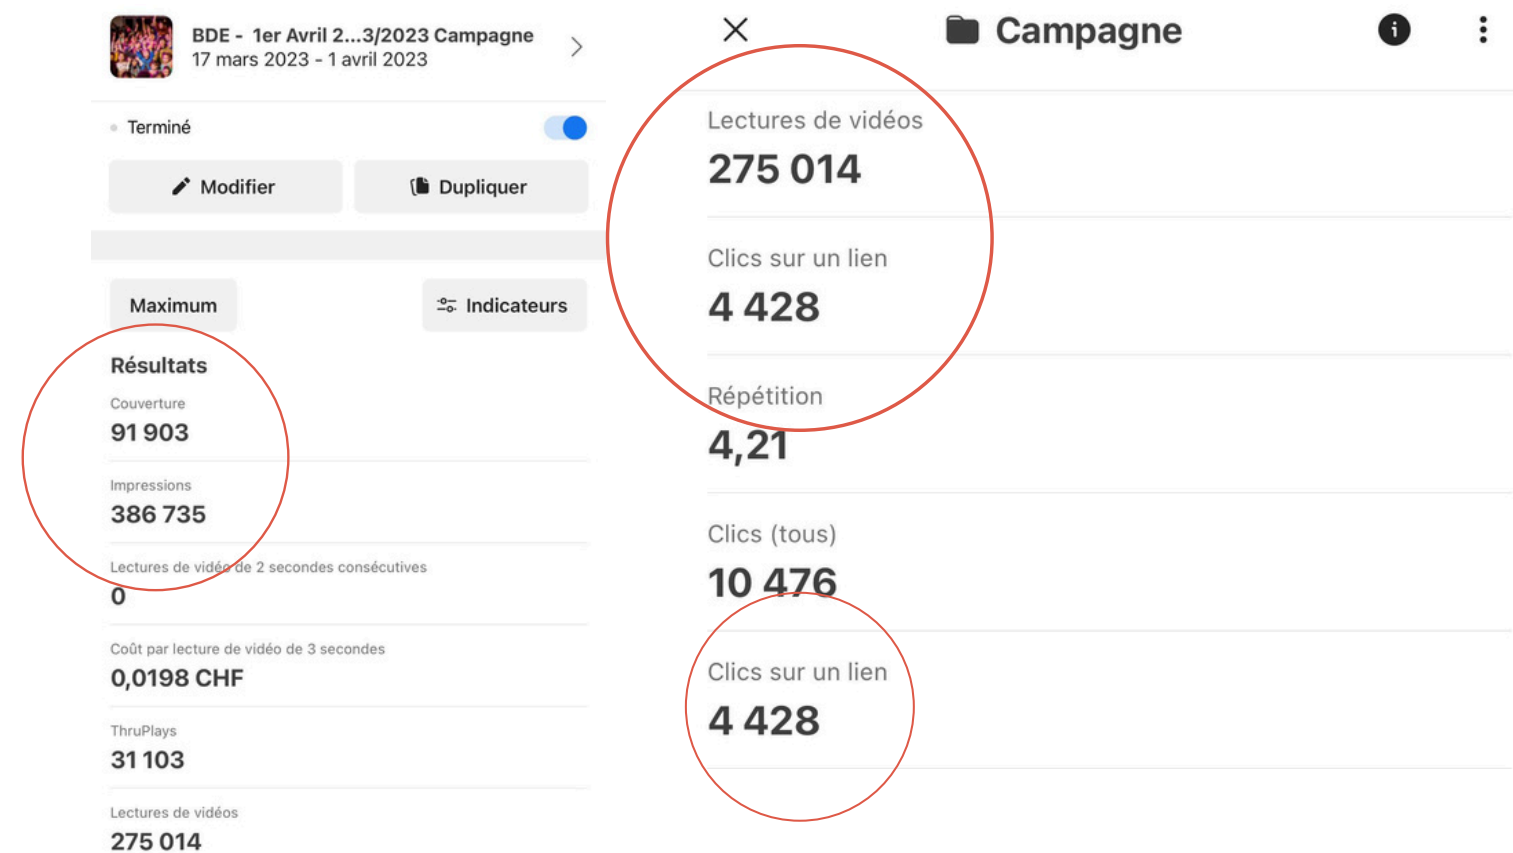 BDE - 1er Avril 2...3/2023 Campagne
17 mars 2023 - 1 avril 2023
Terminé
Modifier
Dupliquer
Maximum
Indicateurs
Résultats
Couverture
91 903
Impressions
386 735
Lectures de vidéo de 2 secondes consécutives
0
Coût par lecture de vidéo de 3 secondes
0,0198 CHF
ThruPlays
31 103
Lectures de vidéos
275 014
Campagne
Lectures de vidéos
275 014
Clics sur un lien
4 428
Répétition
4,21
Clics (tous)
10 476
Clics sur un lien
4 428